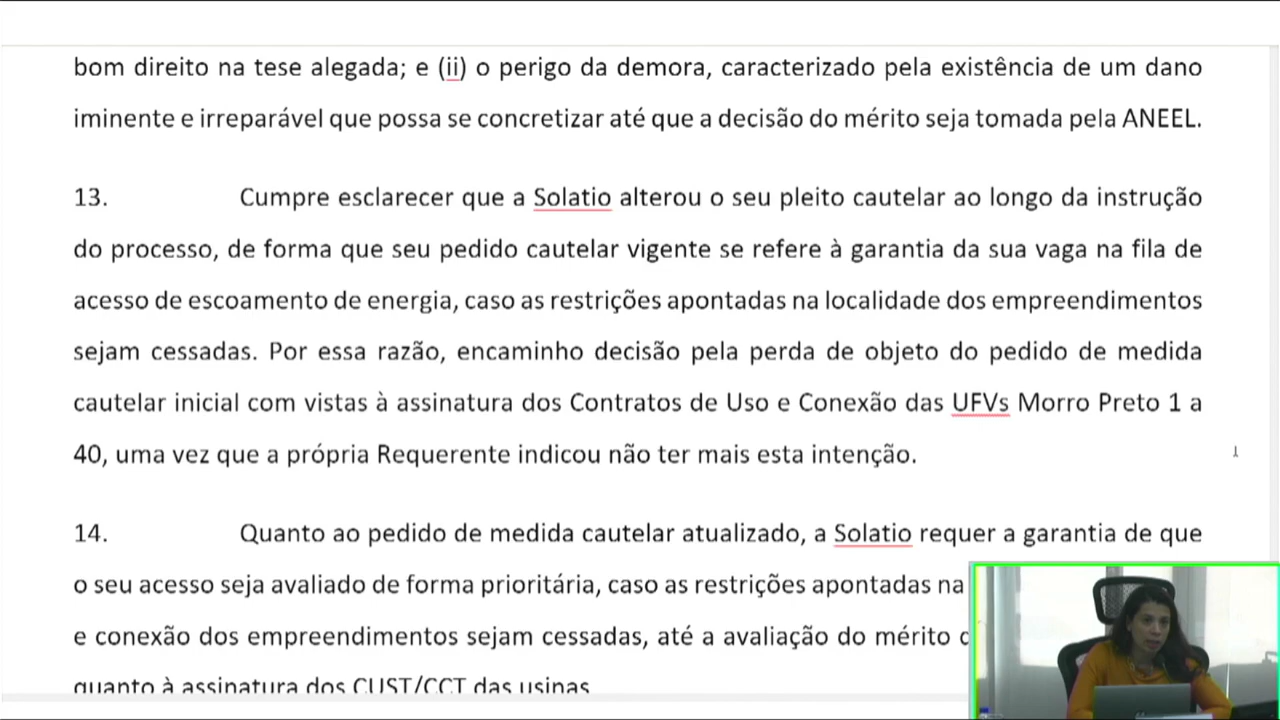 bom direito na tese alegada; e (ii) o perigo da demora, caracterizado pela existência de um dano
iminente e irreparável que possa se concretizar até que a decisão do mérito seja tomada pela ANEEL.
13. Cumpre esclarecer que a Solatio alterou o seu pleito cautelar ao longo da instrução
do processo, de forma que seu pedido cautelar vigente se refere à garantia da sua vaga na fila de
acesso de escoamento de energia, caso as restrições apontadas na localidade dos empreendimentos
sejam cessadas. Por essa razão, encaminho decisão pela perda de objeto do pedido de medida
cautelar inicial com vistas à assinatura dos Contratos de Uso e Conexão das UFVs Morro Preto 1 a
40, uma vez que a própria Requerente indicou não ter mais esta intenção.
14. Quanto ao pedido de medida cautelar atualizado, a Solatio requer a garantia de que
o seu acesso seja avaliado de forma prioritária, caso as restrições apontadas na
e conexão dos empreendimentos sejam cessadas, até a avaliação do mérito
quanto à assinatura dos CUST/CCT das usinas